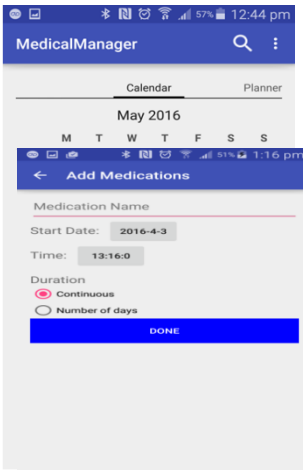 57% 12:44 pm
MedicalManager
Calendar Planner
May 2016
M T W T F S S
51% 1:16 pm
Add Medications
Medication Name
Start Date: 2016-4-3
Time: 13:16:0
Duration
Continuous
Number of days
DONE